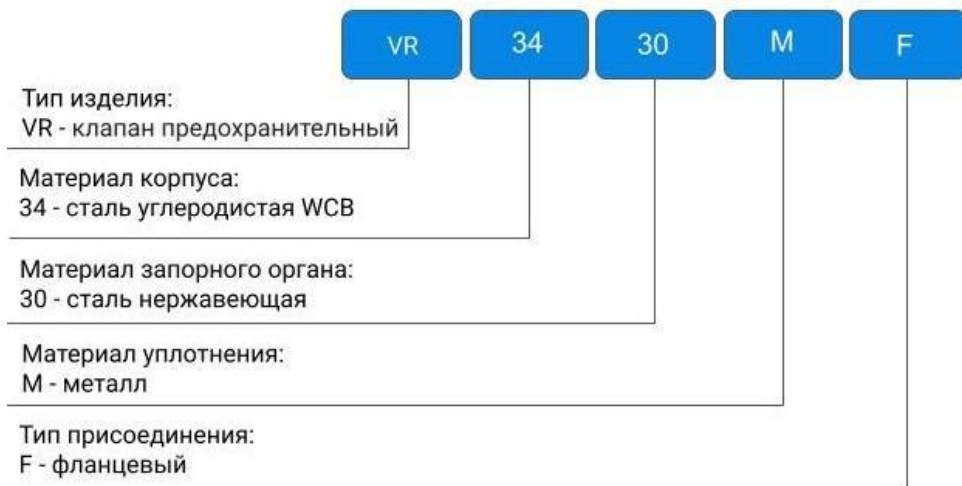 VR 34 30 M F
Тип изделия:
VR - клапан предохранительный
Материал корпуса:
34 - сталь углеродистая WCB
Материал запорного органа:
30 - сталь нержавеющая
Материал уплотнения:
М - металл
Тип присоединения:
F - фланцевый